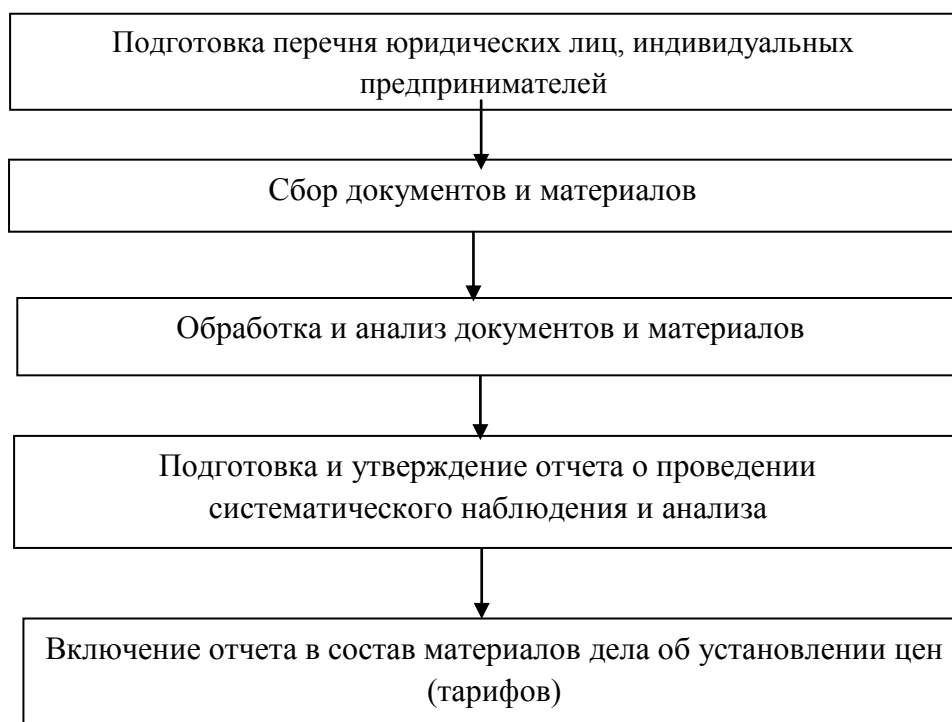 Подготовка перечня юридических лиц, индивидуальных
предпринимателей
Сбор документов и материалов
Обработка и анализ документов и материалов
Подготовка и утверждение отчета о проведении
систематического наблюдения и анализа
Включение отчета в состав материалов дела об установлении цен
(тарифов)